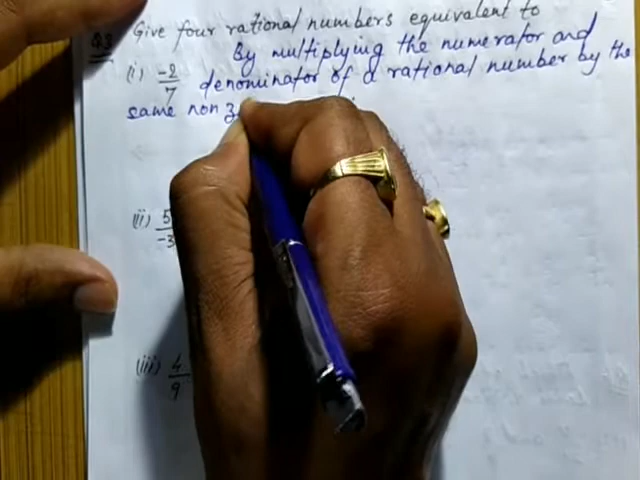 Q3 Give four rational numbers equivalent to
By multiplying the numerator and
(i) -2/7 denominator of a rational number by the
same non
(ii) 5/-3
(iii) 4/9